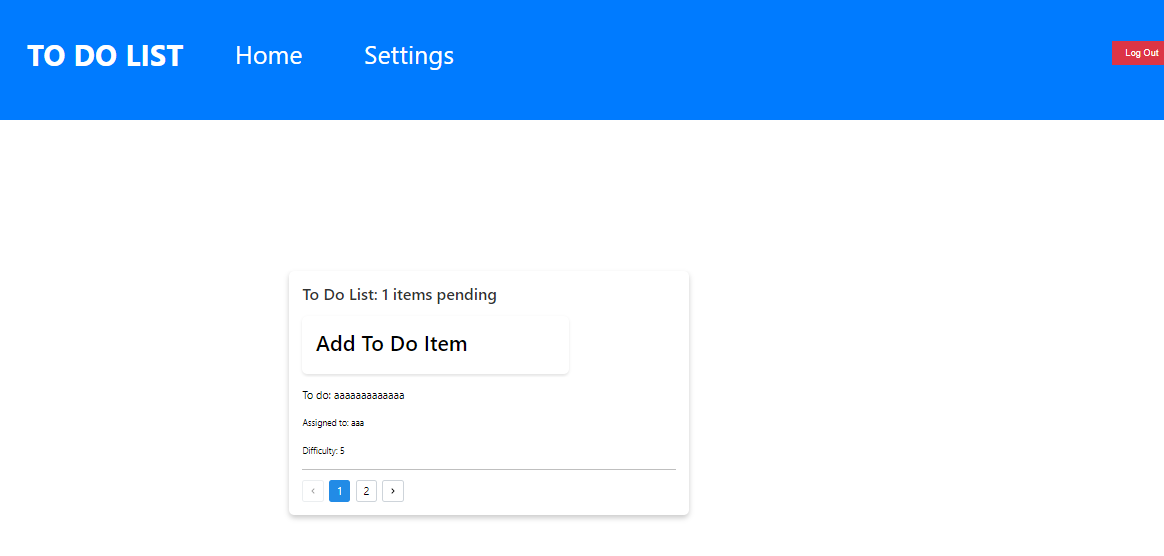 TO DO LIST Home Settings Log Out
To Do List: 1 items pending
Add To Do Item
To do: aaaaaaaaaaaaa
Assigned to: aaa
Difficulty: 5
‹ 1 2 ›